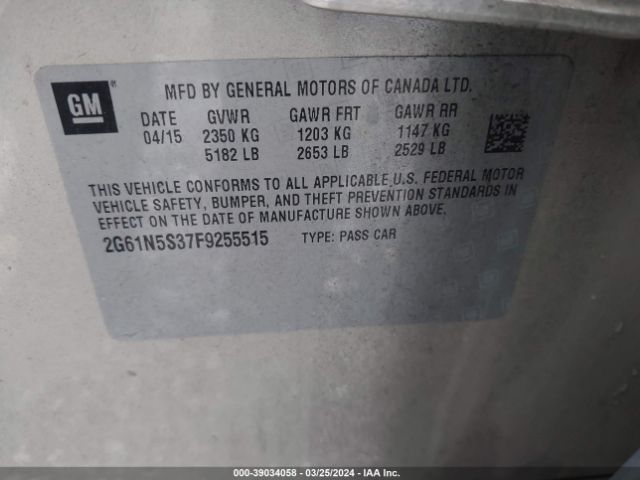 GM
MFD BY GENERAL MOTORS OF CANADA LTD.
DATE GVWR GAWR FRT GAWR RR
04/15 2350 KG 1203 KG 1147 KG
5182 LB 2653 LB 2529 LB
THIS VEHICLE CONFORMS TO ALL APPLICABLE U.S. FEDERAL MOTOR
VEHICLE SAFETY, BUMPER, AND THEFT PREVENTION STANDARDS IN
EFFECT ON THE DATE OF MANUFACTURE SHOWN ABOVE.
2G61N5S37F9255515 TYPE: PASS CAR
000-39034058 - 03/25/2024 - IAA Inc.